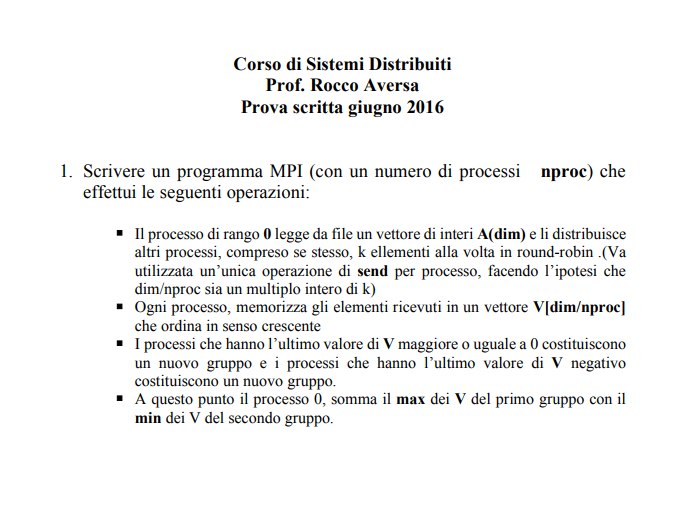 Corso di Sistemi Distribuiti
Prof. Rocco Aversa
Prova scritta giugno 2016
1. Scrivere un programma MPI (con un numero di processi nproc) che
effettui le seguenti operazioni:
▪ Il processo di rango 0 legge da file un vettore di interi A(dim) e li distribuisce
altri processi, compreso se stesso, k ellementi alla volta in round-robin .(Va
utilizzata un'unica operazione di send per processo, facendo l'ipotesi che
dim/nproc sia un multiplo intero di k)
▪ Ogni processo, memorizza gli elementi ricevuti in un vettore V[dim/nproc]
che ordina in senso crescente
▪ I processi che hanno l'ultimo valore di V maggiore o uguale a 0 costituiscono
un nuovo gruppo e i processi che hanno l'ultimo valore di V negativo
costituiscono un nuovo gruppo.
▪ A questo punto il processo 0, somma il max dei V del primo gruppo con il
min dei V del secondo gruppo.